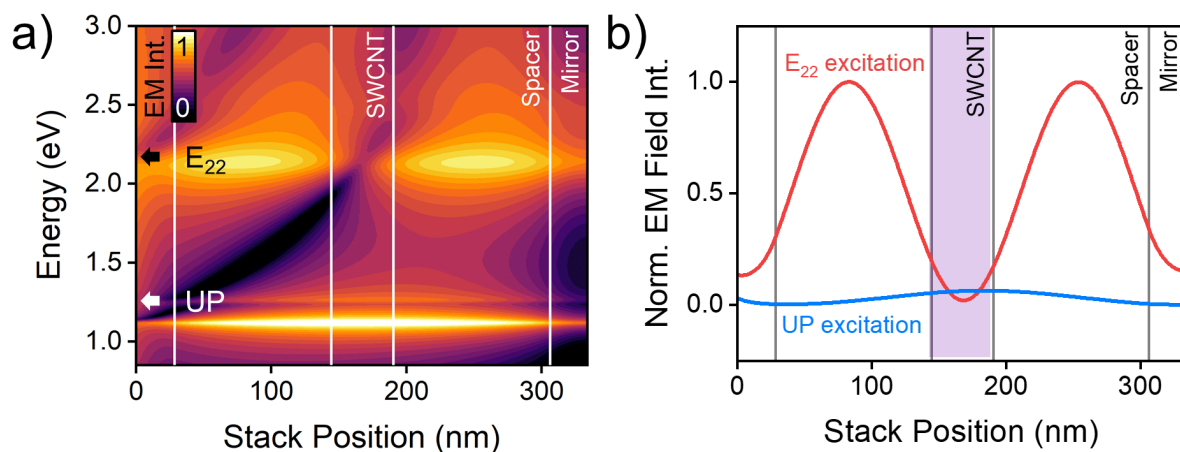 a)
3.0
2.5
2.0
1.5
1.0
Energy (eV)
EM Int.
1
0
E22
UP
SWCNT
Spacer
Mirror
0
100
200
300
Stack Position (nm)
b)
1.0
0.5
0.0
Norm. EM Field Int.
E22 excitation
UP excitation
SWCNT
Spacer
Mirror
0
100
200
300
Stack Position (nm)